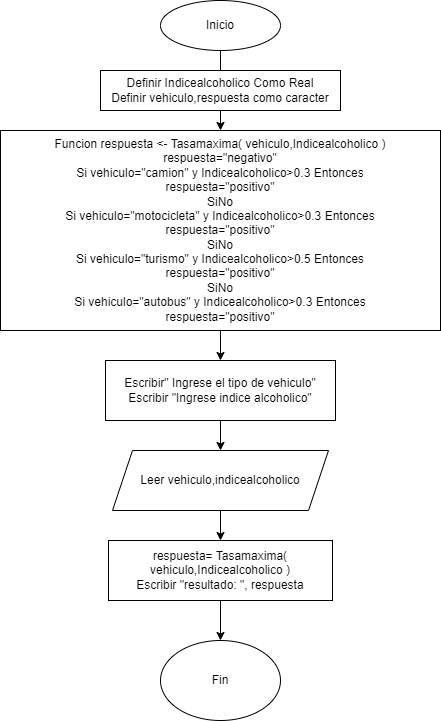 Inicio
Definir Indicealcoholico Como Real
Definir vehiculo,respuesta como caracter
Funcion respuesta <- Tasamaxima( vehiculo,Indicealcoholico )
respuesta="negativo"
Si vehiculo="camion" y Indicealcoholico>0.3 Entonces
respuesta="positivo"
SiNo
Si vehiculo="motocicleta" y Indicealcoholico>0.3 Entonces
respuesta="positivo"
SiNo
Si vehiculo="turismo" y Indicealcoholico>0.5 Entonces
respuesta="positivo"
SiNo
Si vehiculo="autobus" y Indicealcoholico>0.3 Entonces
respuesta="positivo"
Escribir" Ingrese el tipo de vehiculo"
Escribir "Ingrese indice alcoholico"
Leer vehiculo,indicealcoholico
respuesta= Tasamaxima(
vehiculo,Indicealcoholico )
Escribir "resultado: ", respuesta
Fin